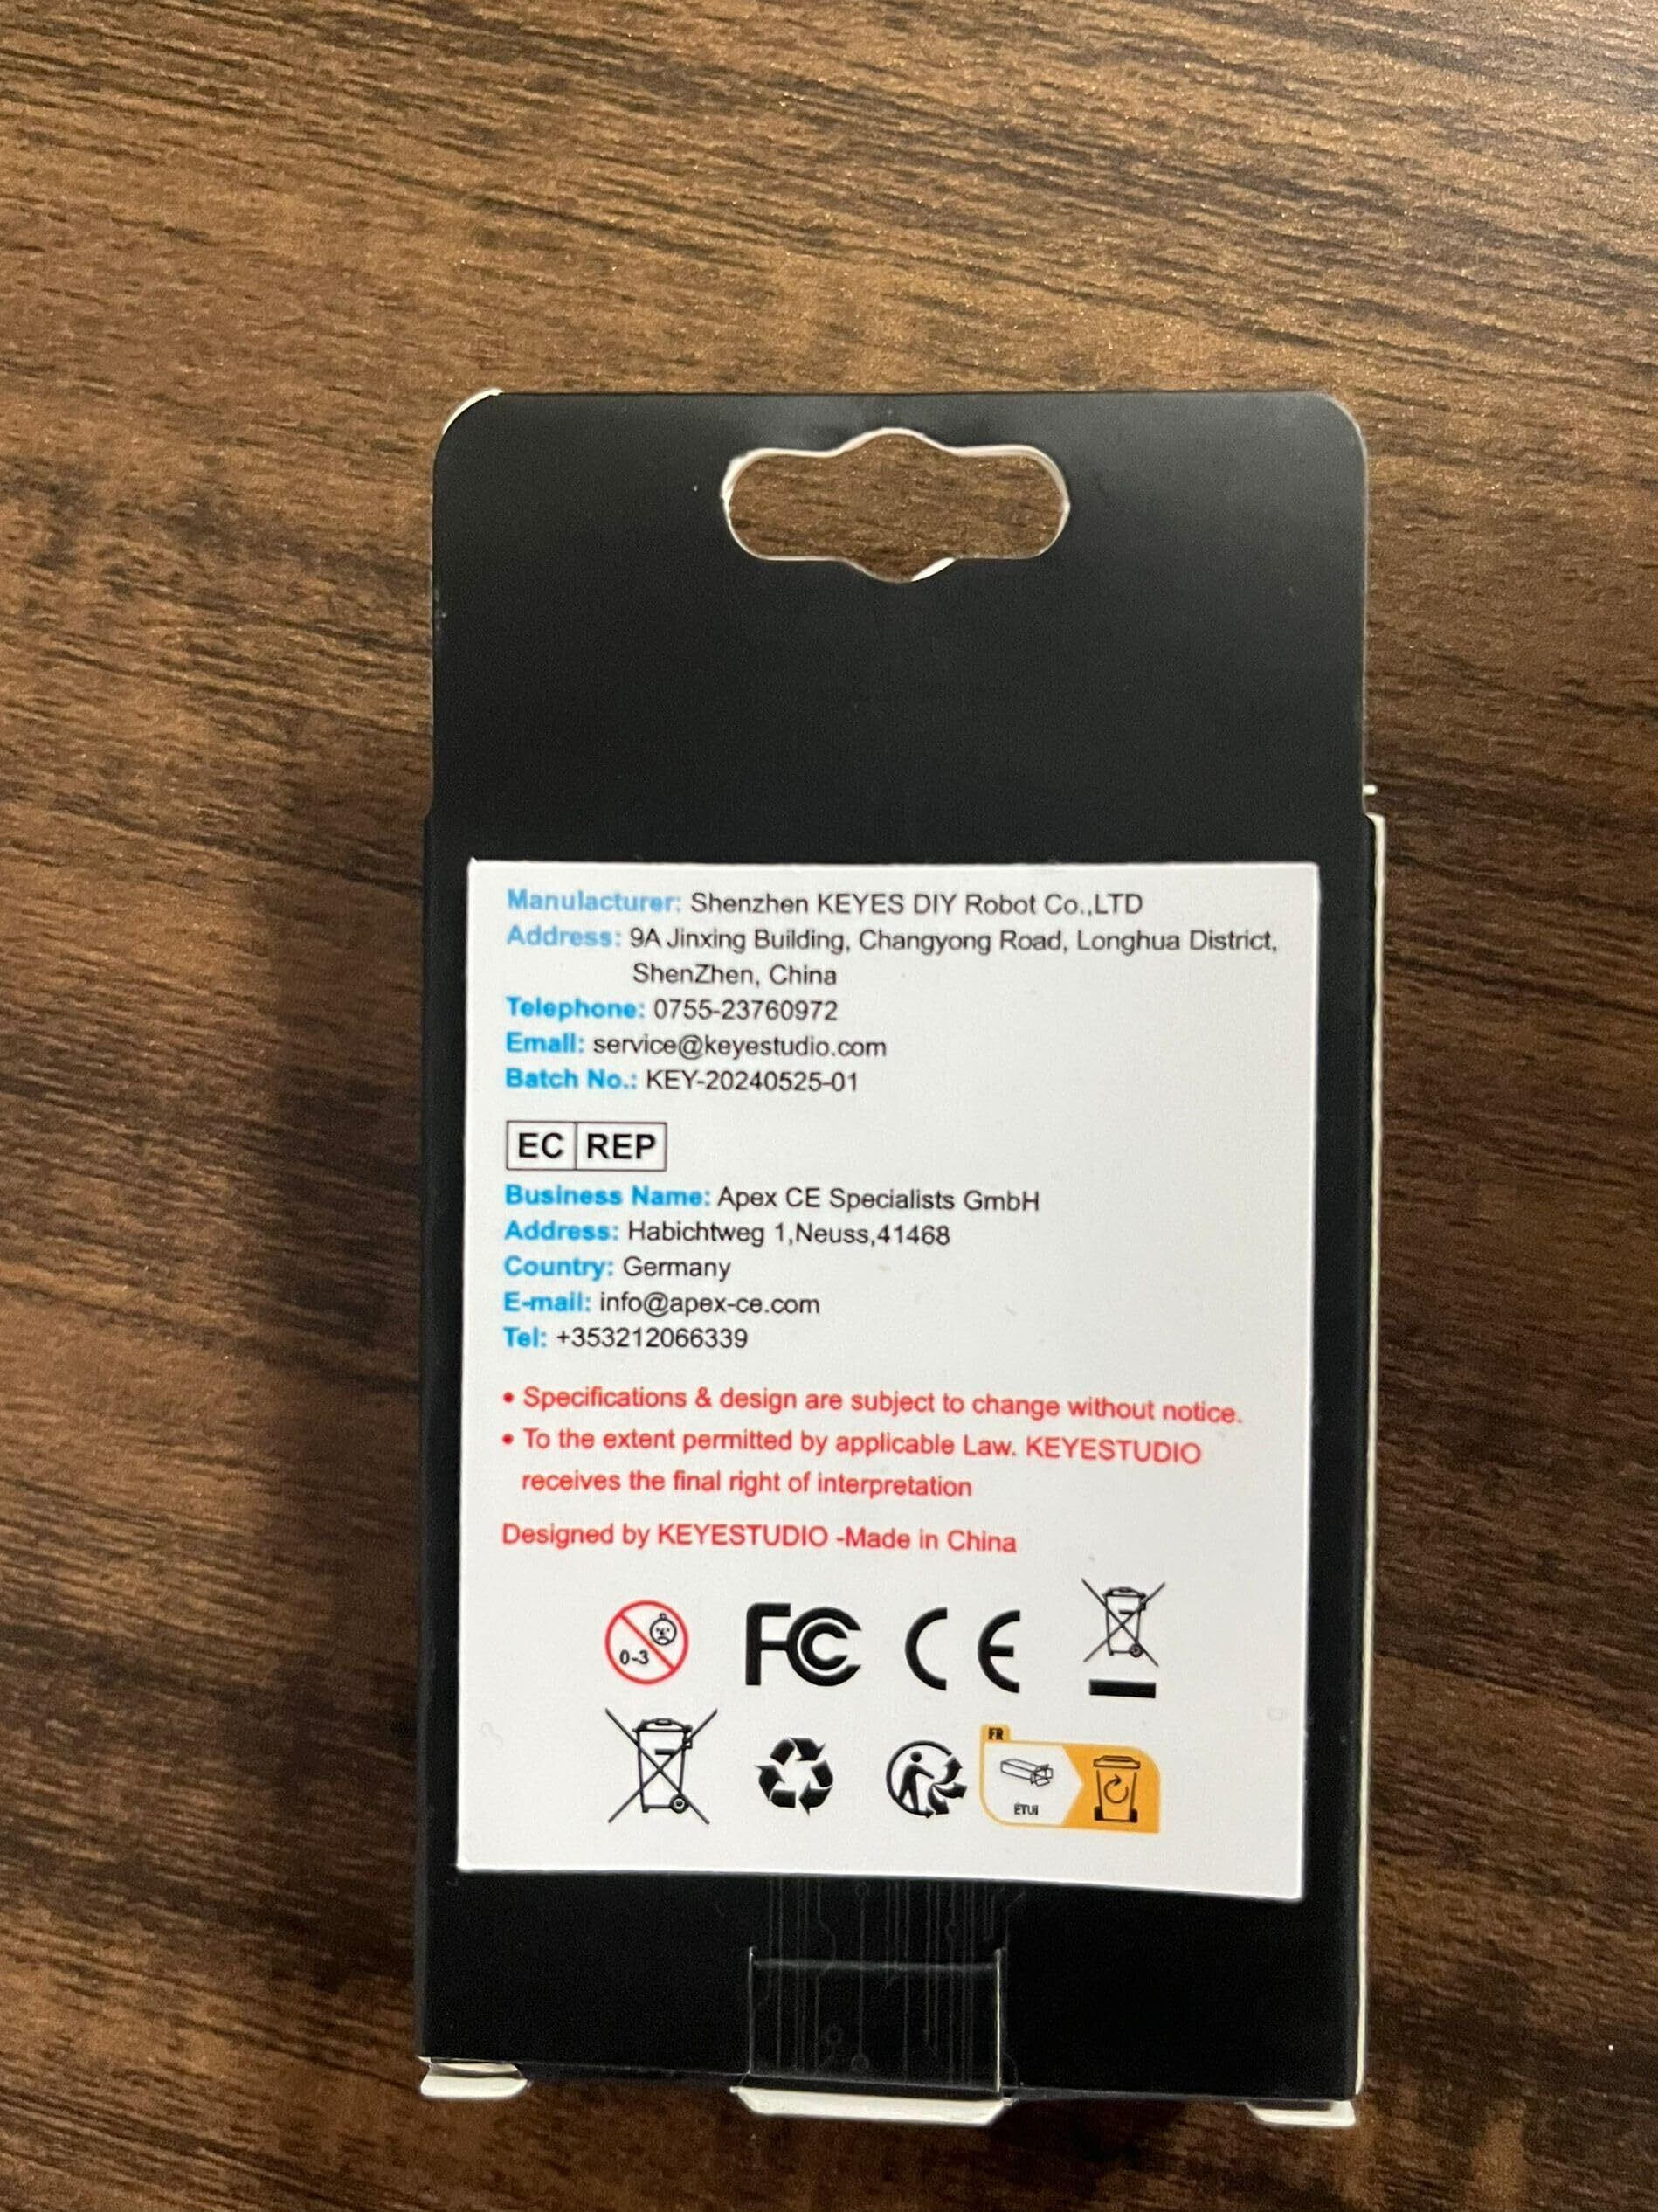 Manulacturer: Shenzhen KEYES DIY Robot Co.,LTD
Address: 9A Jinxing Building, Changyong Road, Longhua District,
ShenZhen, China
Telephone: 0755-23760972
Emall: service@keyestudio.com
Batch No.: KEY-20240525-01
EC REP
Business Name: Apex CE Specialists GmbH
Address: Habichtweg 1,Neuss,41468
Country: Germany
E-mail: info@apex-ce.com
Tel: +353212066339
• Specifications & design are subject to change without notice.
• To the extent permitted by applicable Law. KEYESTUDIO
receives the final right of interpretation
Designed by KEYESTUDIO -Made in China
0-3 FC CE
FR
ÉTUI